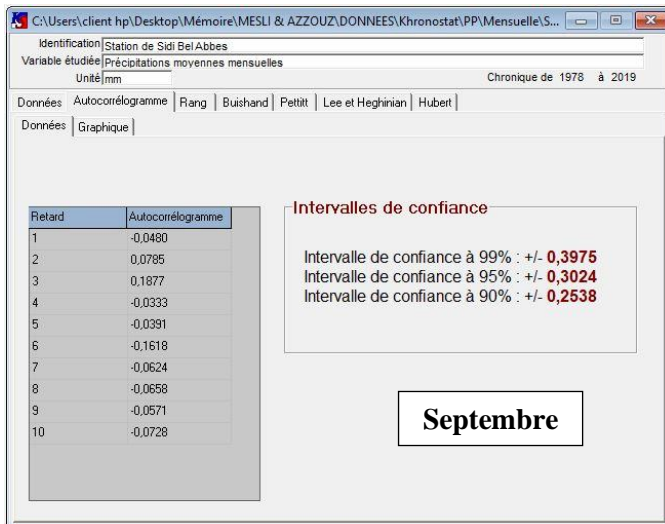 C:\Users\client hp\Desktop\Mémoire\MESLI & AZZOUZ\DONNEES\Khronostat\PP\Mensuelle\S...
Identification Station de Sidi Bel Abbes
Variable étudiée Précipitations moyennes mensuelles
Unité mm Chronique de 1978 à 2019
Données Autocorrélogramme Rang Buishand Pettitt Lee et Heghinian Hubert
Données Graphique
Retard Autocorrélogramme
1 -0,0480
2 0,0785
3 0,1877
4 -0,0333
5 -0,0391
6 -0,1618
7 -0,0624
8 -0,0658
9 -0,0571
10 -0,0728
Intervalles de confiance
Intervalle de confiance à 99% : +/- 0,3975
Intervalle de confiance à 95% : +/- 0,3024
Intervalle de confiance à 90% : +/- 0,2538
Septembre